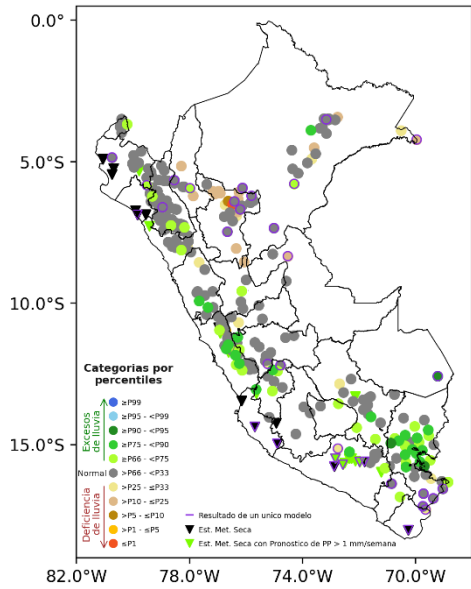 0.0°
5.0°S
10.0°S
15.0°S
82.0°W
78.0°W
74.0°W
70.0°W
Categorias por
percentiles
Excesos
de lluvia
≥P99
≥P95 - <P99
≥P90 - <P95
≥P75 - <P90
≥P66 - <P75
Normal
≥P66 - <P33
>P25 - ≤P33
>P10 - ≤P25
>P5 - ≤P10
>P1 - ≤P5
≤P1
Deficiencia
de lluvia
Resultado de un unico modelo
Est. Met. Seca
Est. Met. Seca con Pronostico de PP > 1 mm/semana